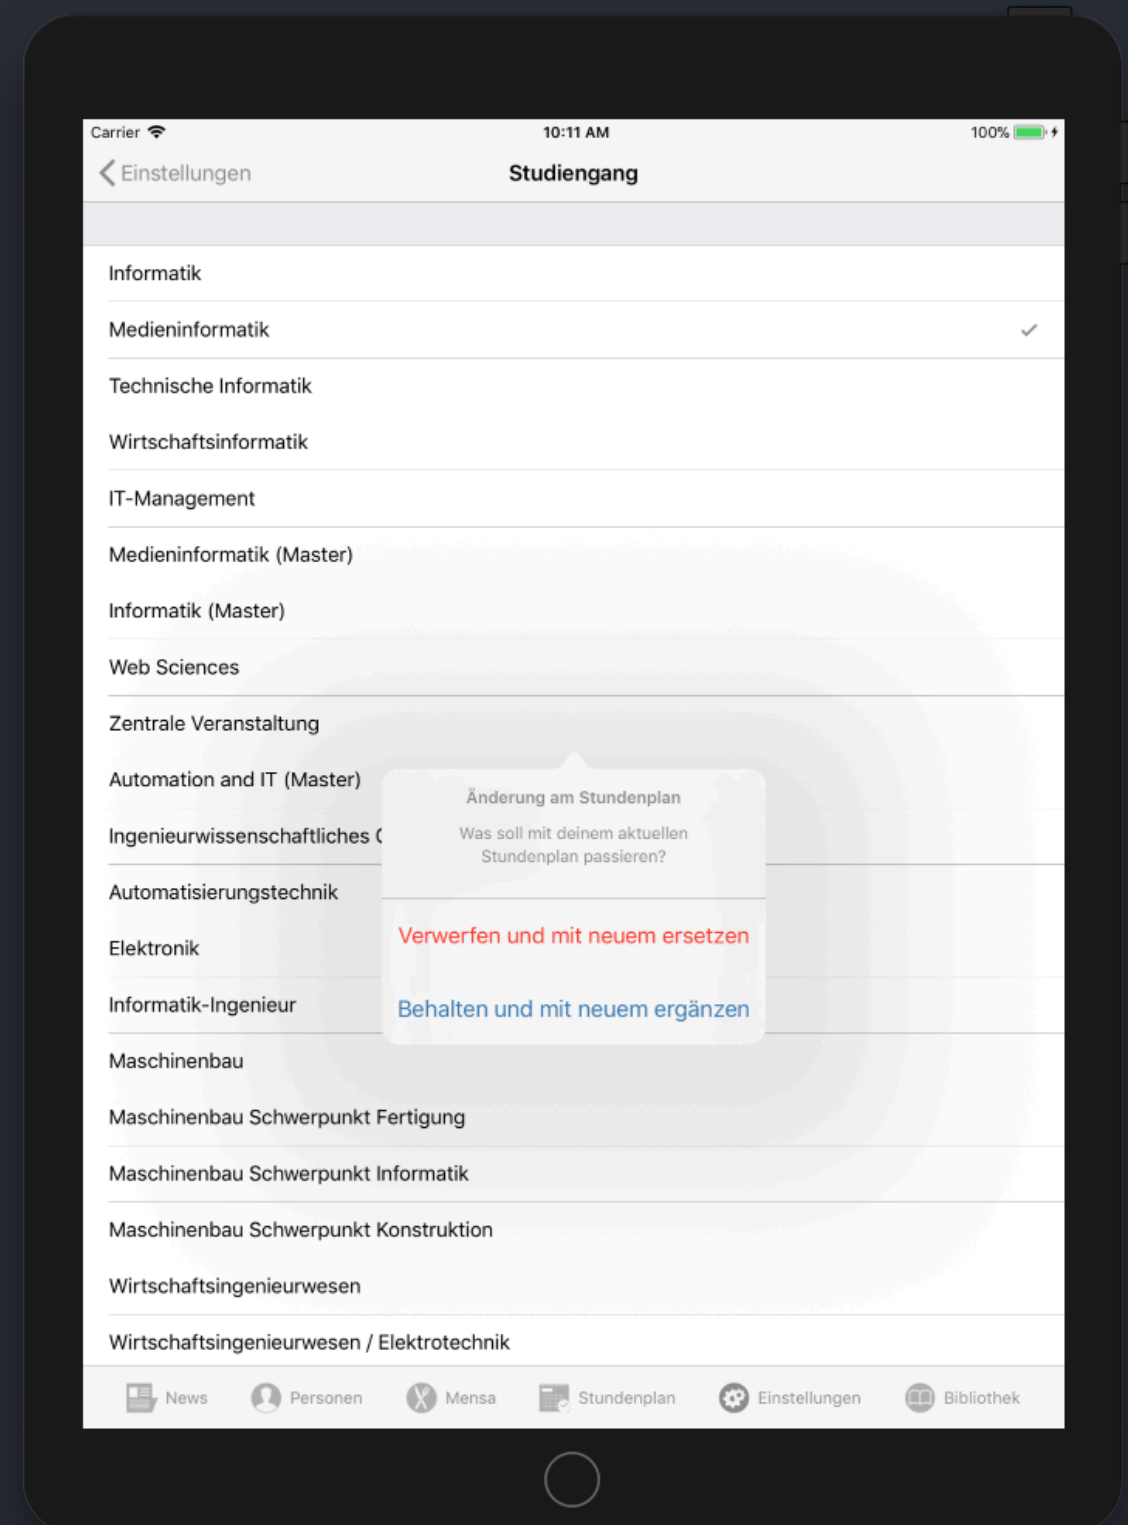 Carrier
10:11 AM
100%
Einstellungen
Studiengang
Informatik
Medieninformatik
Technische Informatik
Wirtschaftsinformatik
IT-Management
Medieninformatik (Master)
Informatik (Master)
Web Sciences
Zentrale Veranstaltung
Automation and IT (Master)
Ingenieurwissenschaftliches
Automatisierungstechnik
Elektronik
Informatik-Ingenieur
Maschinenbau
Maschinenbau Schwerpunkt Fertigung
Maschinenbau Schwerpunkt Informatik
Maschinenbau Schwerpunkt Konstruktion
Wirtschaftsingenieurwesen
Wirtschaftsingenieurwesen / Elektrotechnik
Änderung am Stundenplan
Was soll mit deinem aktuellen
Stundenplan passieren?
Verwerfen und mit neuem ersetzen
Behalten und mit neuem ergänzen
News
Personen
Mensa
Stundenplan
Einstellungen
Bibliothek